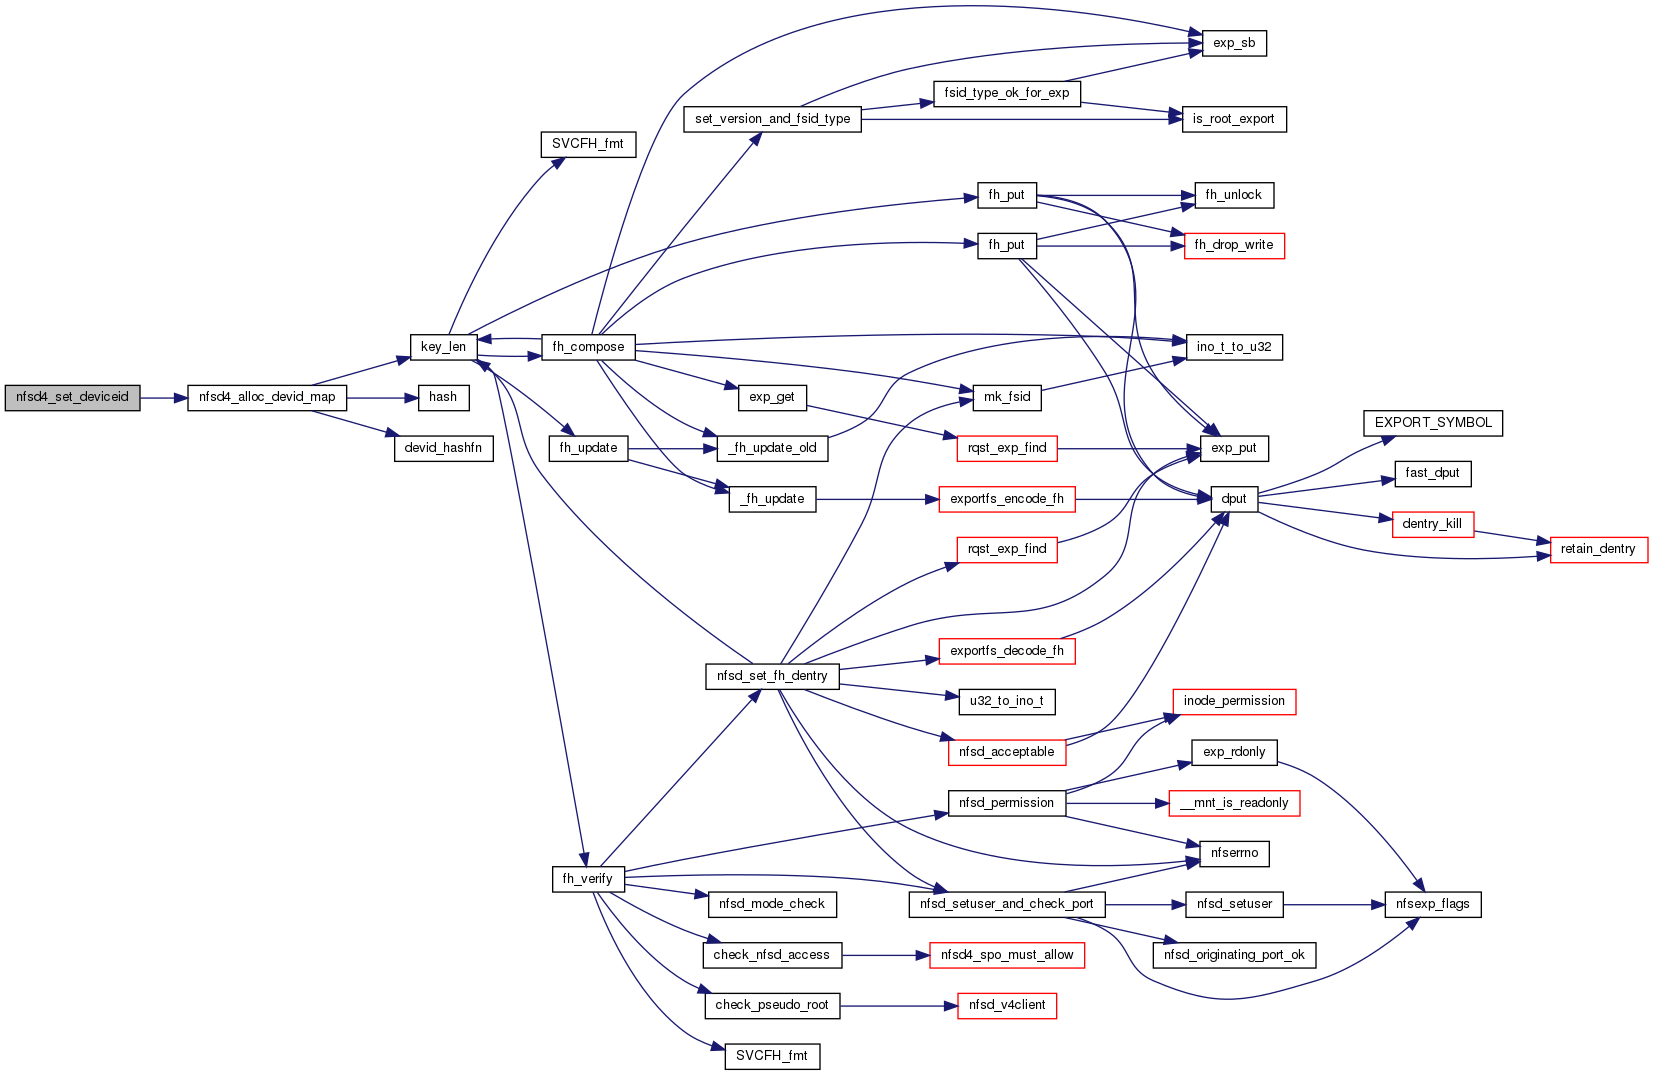 exp_sb
fsid_type_ok_for_exp
set_version_and_fsid_type
is_root_export
SVCFH_fmt
fh_put
fh_unlock
fh_put
fh_drop_write
key_len
fh_compose
ino_t_to_u32
nfsd4_set_deviceid
nfsd4_alloc_devid_map
hash
exp_get
mk_fsid
EXPORT_SYMBOL
devid_hashfn
fh_update
_fh_update_old
rqst_exp_find
exp_put
fast_dput
_fh_update
exportfs_encode_fh
dput
dentry_kill
rqst_exp_find
retain_dentry
exportfs_decode_fh
nfsd_set_fh_dentry
u32_to_ino_t
inode_permission
nfsd_acceptable
exp_rdonly
nfsd_permission
__mnt_is_readonly
nfserrno
fh_verify
nfsd_mode_check
nfsd_setuser_and_check_port
nfsd_setuser
nfsexp_flags
check_nfsd_access
nfsd4_spo_must_allow
nfsd_originating_port_ok
check_pseudo_root
nfsd_v4client
SVCFH_fmt